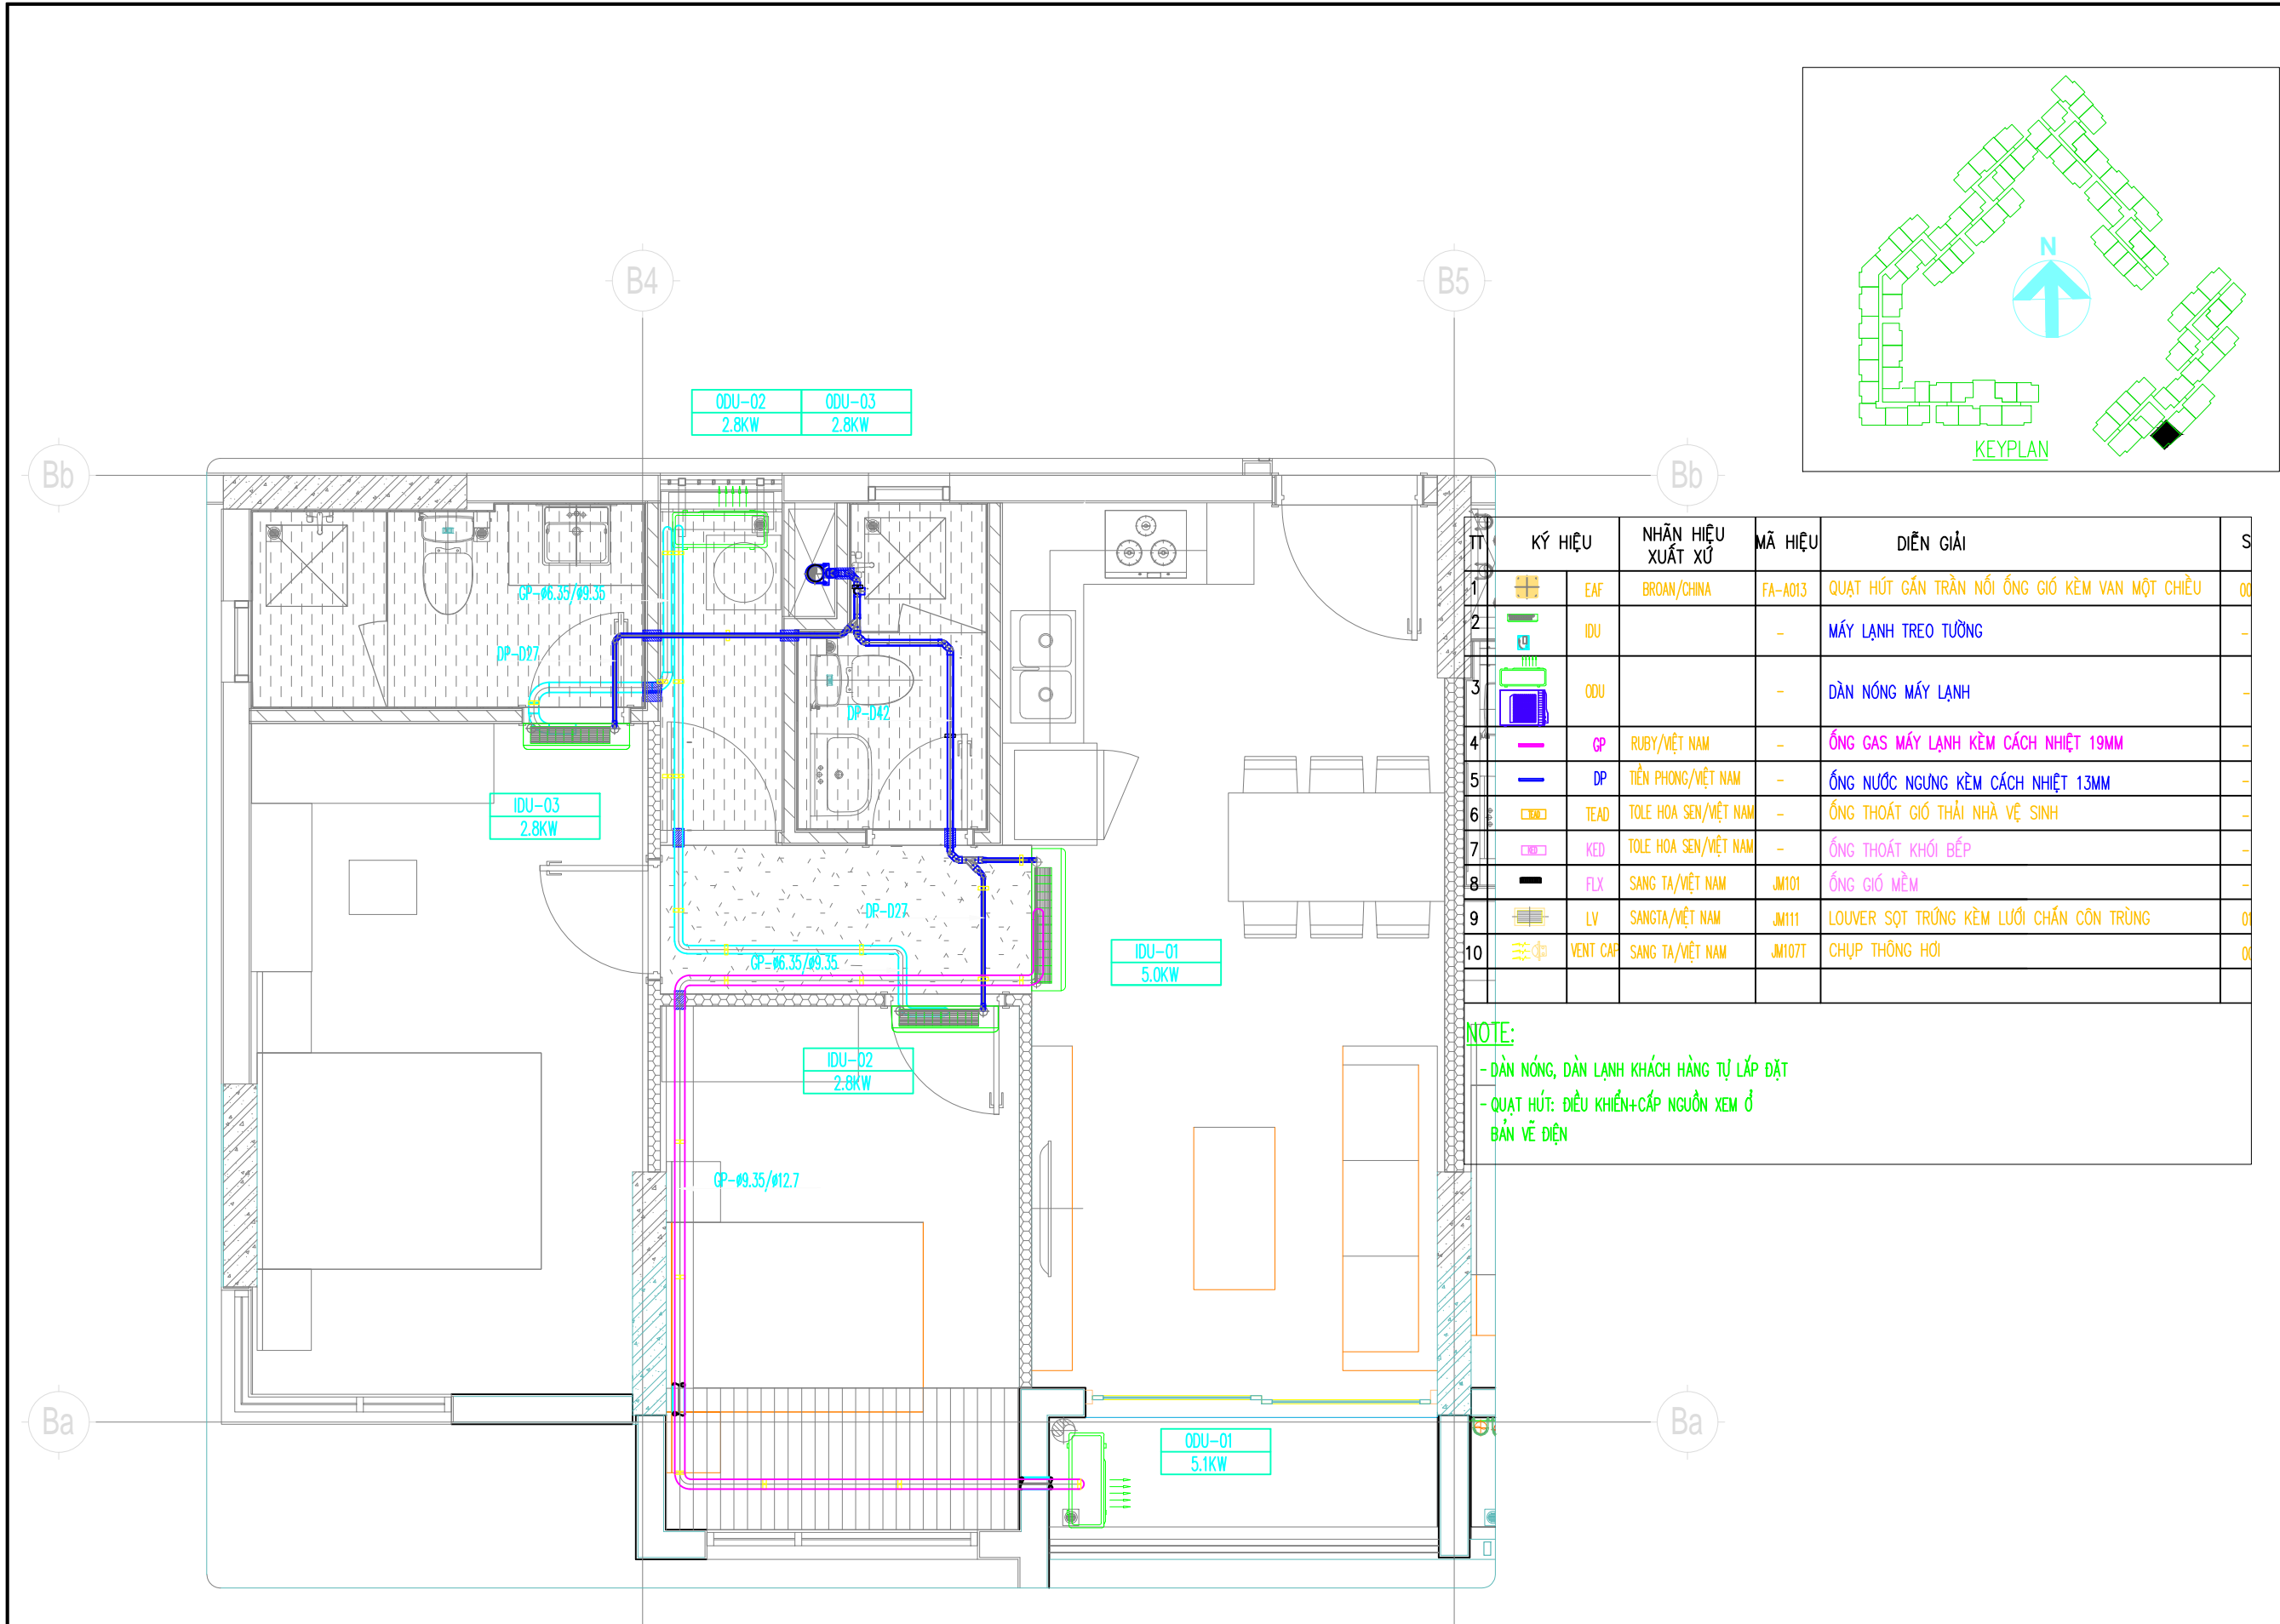 N
KEYPLAN
B4
B5
ODU-02 ODU-03
2.8KW 2.8KW
Bb
Bb
GP-ø6.35/ø9.35
DP-D27
DP-D42
IDU-03
2.8KW
DP-D27
GP-ø6.35/ø9.35
IDU-01
5.0KW
IDU-02
2.8KW
GP-ø9.35/ø12.7
Ba
Ba
ODU-01
5.1KW
TT KÝ HIỆU NHÃN HIỆU XUẤT XỨ MÃ HIỆU DIỄN GIẢI S
1 EAF BROAN/CHINA FA-A013 QUẠT HÚT GẮN TRẦN NỐI ỐNG GIÓ KÈM VAN MỘT CHIỀU 00
2 IDU - MÁY LẠNH TREO TƯỜNG -
3 ODU - DÀN NÓNG MÁY LẠNH -
4 GP RUBY/VIỆT NAM - ỐNG GAS MÁY LẠNH KÈM CÁCH NHIỆT 19MM -
5 DP TIỀN PHONG/VIỆT NAM - ỐNG NƯỚC NGƯNG KÈM CÁCH NHIỆT 13MM -
6 TEAD TEAD TOLE HOA SEN/VIỆT NAM - ỐNG THOÁT GIÓ THẢI NHÀ VỆ SINH -
7 KED KED TOLE HOA SEN/VIỆT NAM - ỐNG THOÁT KHÓI BẾP -
8 FLX SANG TA/VIỆT NAM JM101 ỐNG GIÓ MỀM -
9 LV SANGTA/VIỆT NAM JM111 LOUVER SỌT TRỨNG KÈM LƯỚI CHẮN CÔN TRÙNG 01
10 VENT CAP SANG TA/VIỆT NAM JM107T CHỤP THÔNG HƠI 00
NOTE:
- DÀN NÓNG, DÀN LẠNH KHÁCH HÀNG TỰ LẮP ĐẶT
- QUẠT HÚT: ĐIỀU KHIỂN+CẤP NGUỒN XEM Ở
BẢN VẼ ĐIỆN